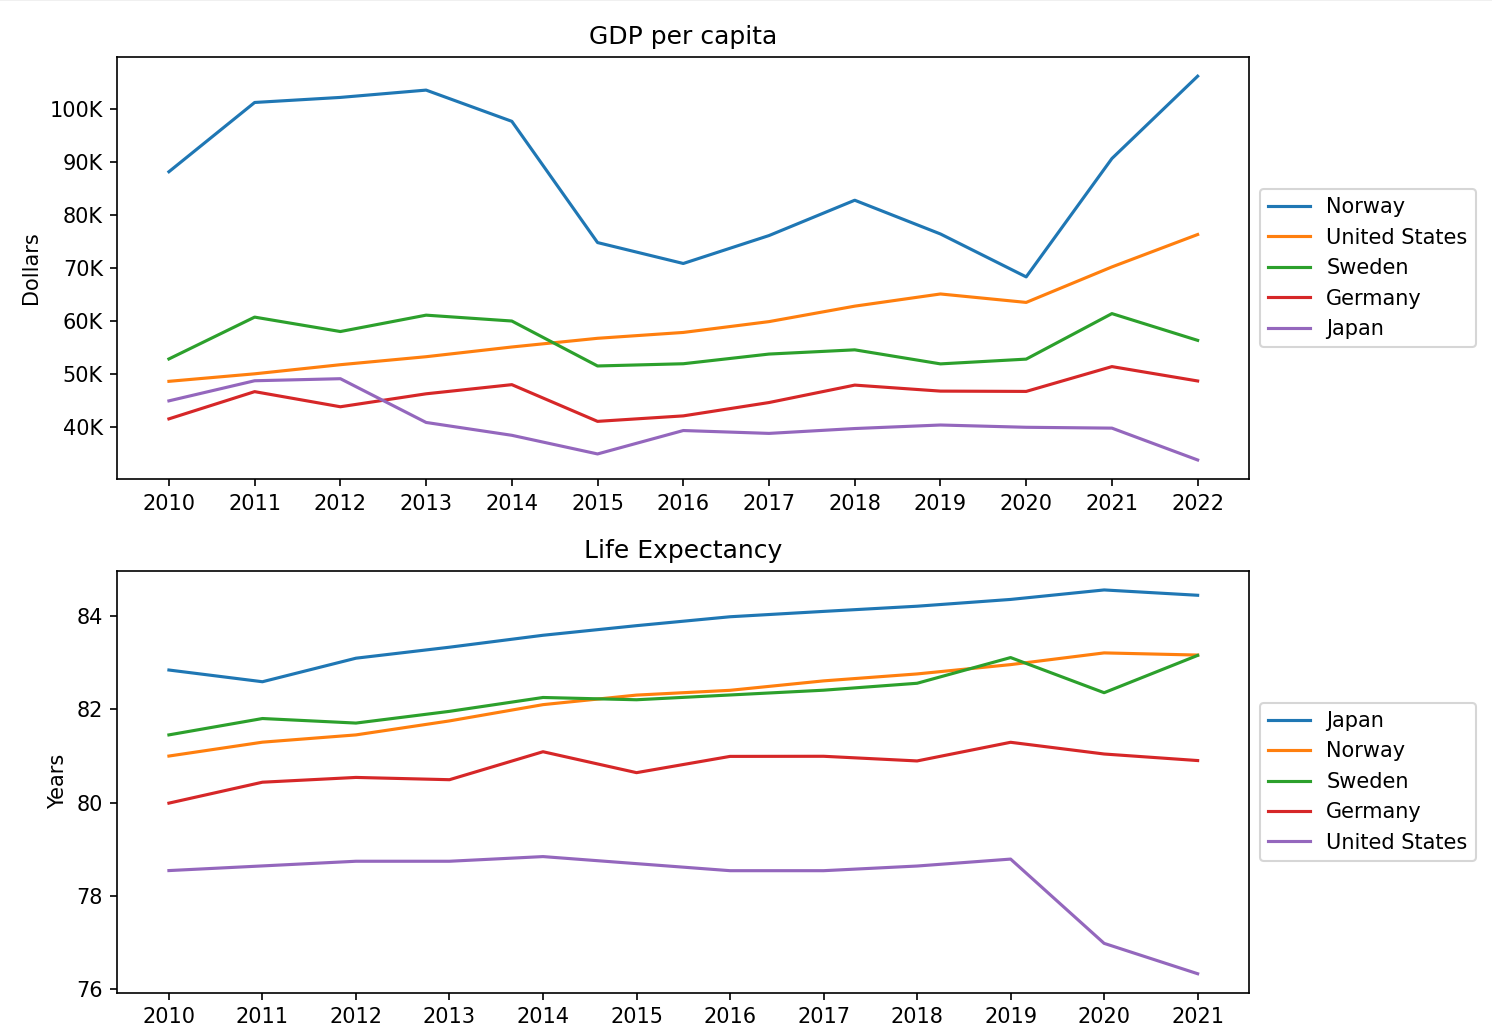 GDP per capita
100K
90K
80K
70K
60K
50K
40K
Dollars
2010 2011 2012 2013 2014 2015 2016 2017 2018 2019 2020 2021 2022
Norway
United States
Sweden
Germany
Japan
Life Expectancy
84
82
80
78
76
Years
2010 2011 2012 2013 2014 2015 2016 2017 2018 2019 2020 2021
Japan
Norway
Sweden
Germany
United States